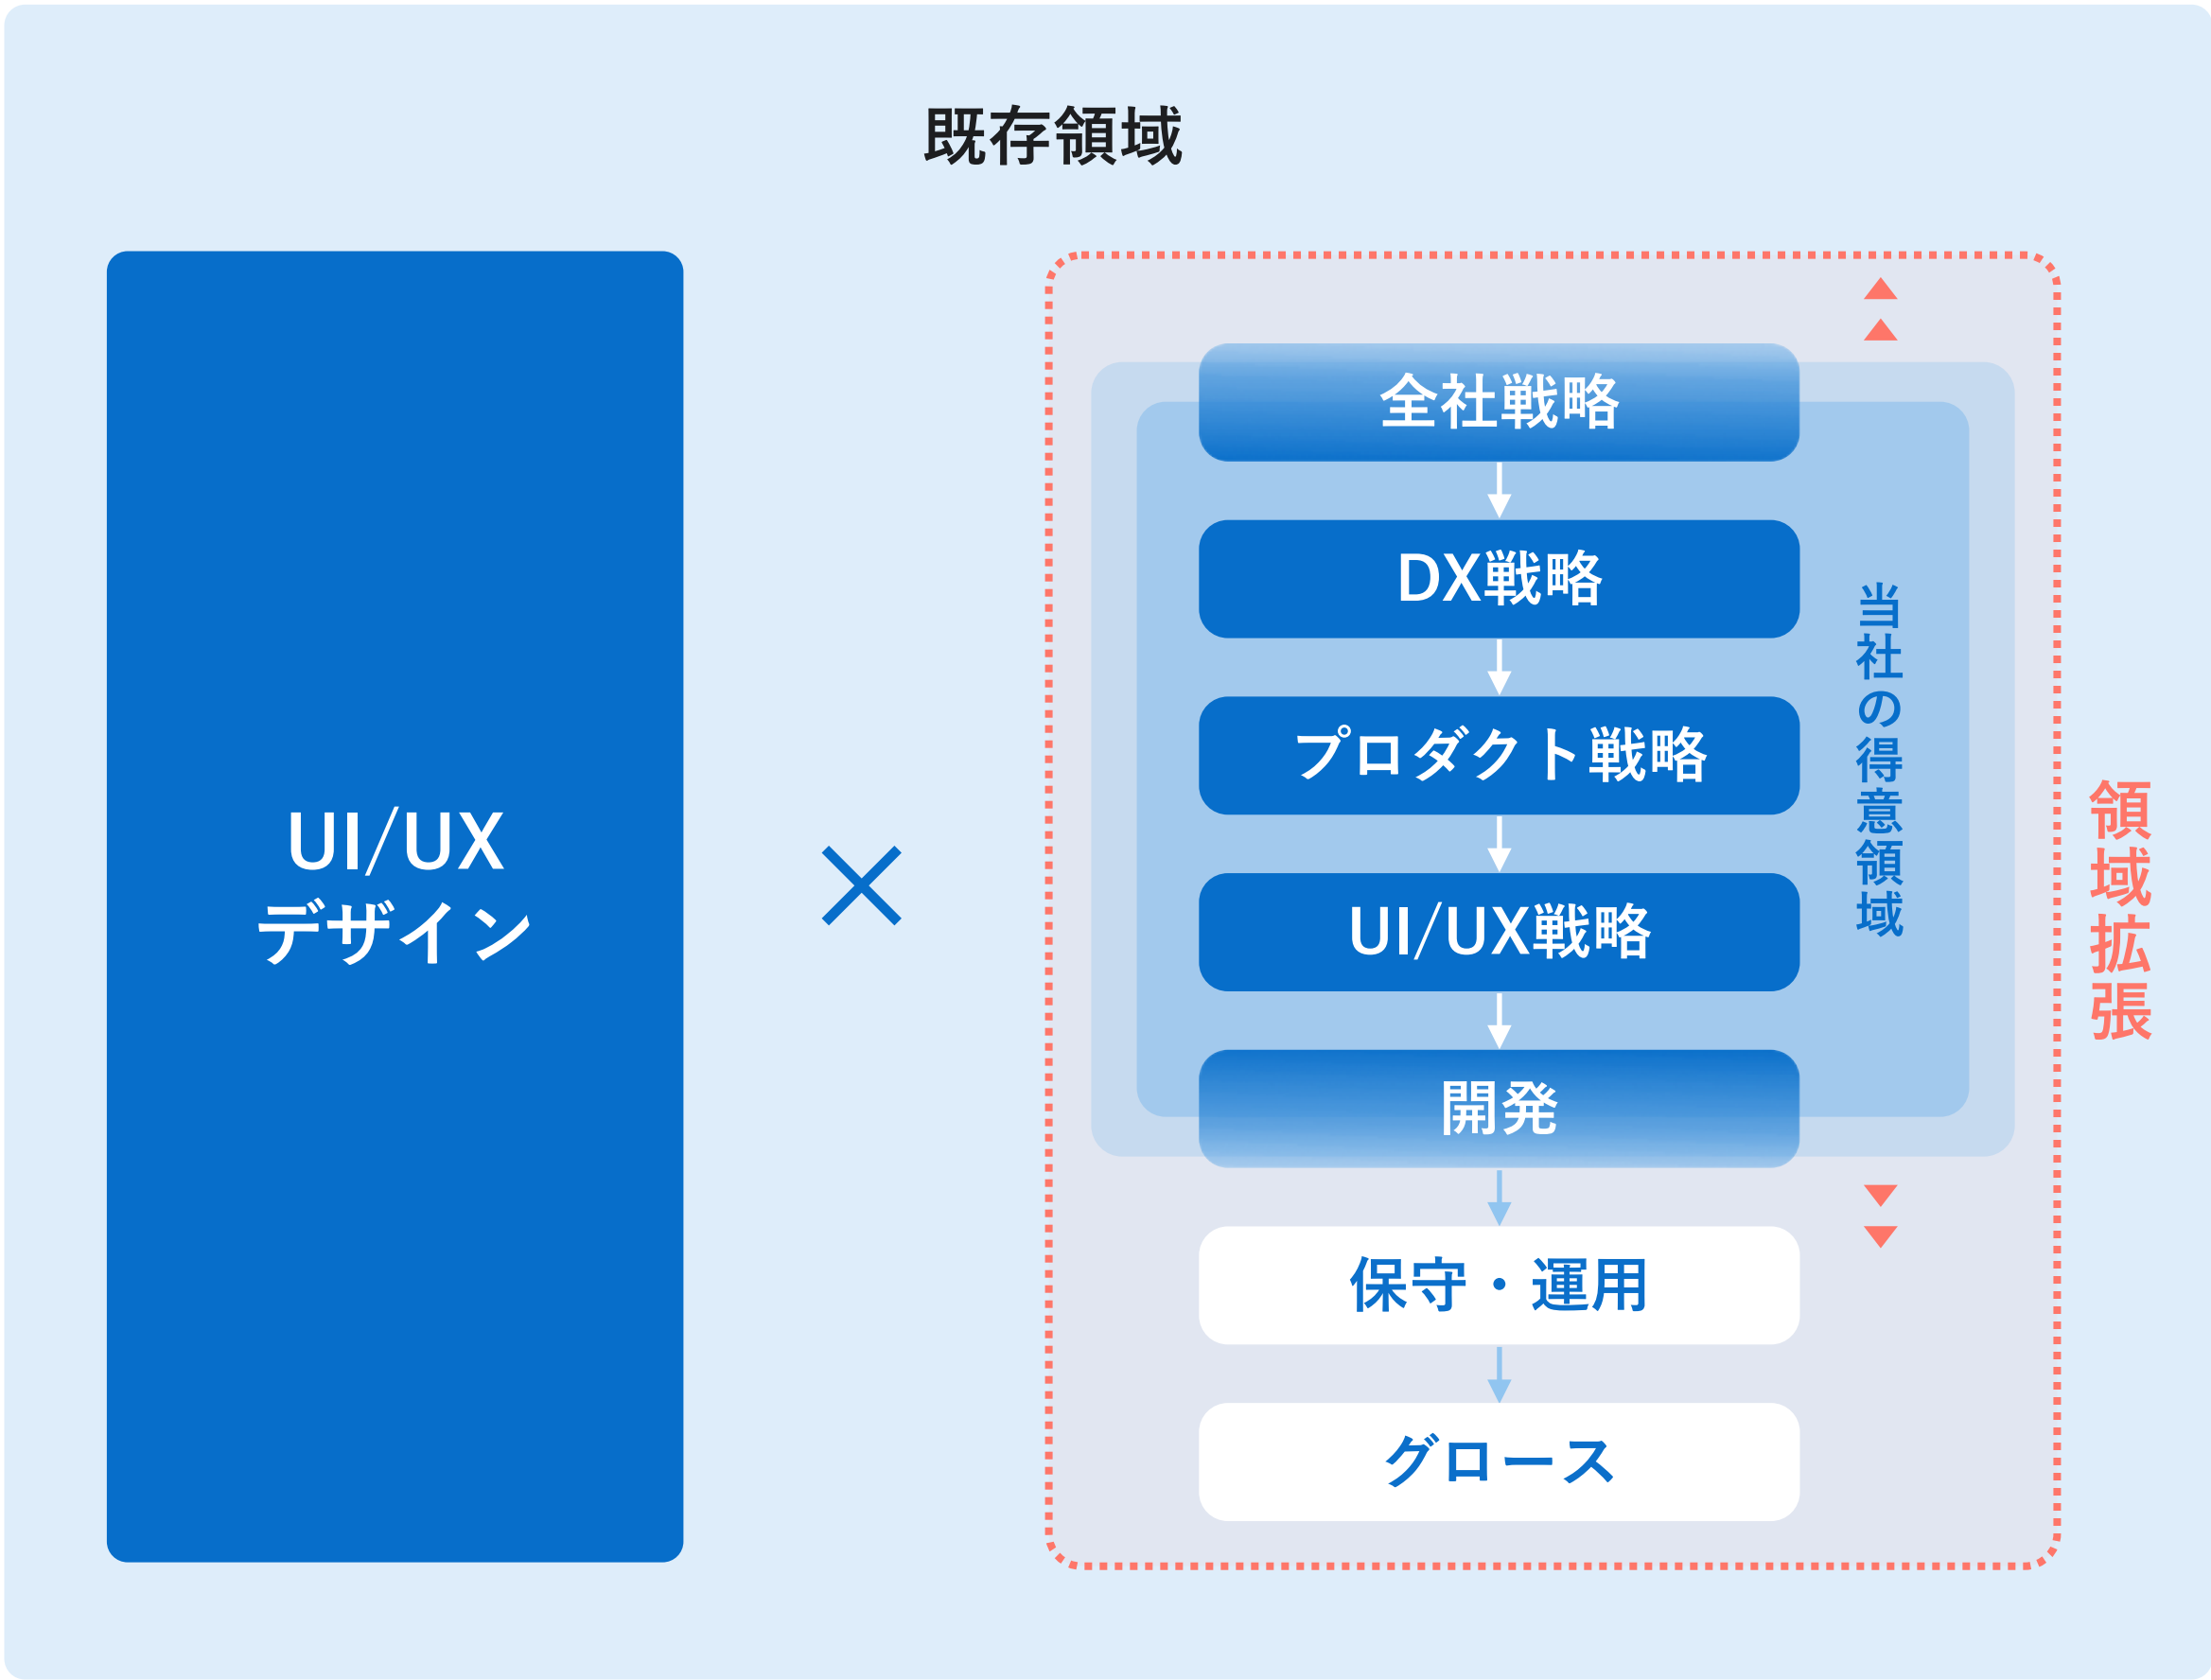 既存領域
UI/UX
デザイン
×
全社戦略
DX戦略
プロダクト戦略
UI/UX戦略
開発
保守・運用
グロース
当社の得意領域
領域拡張